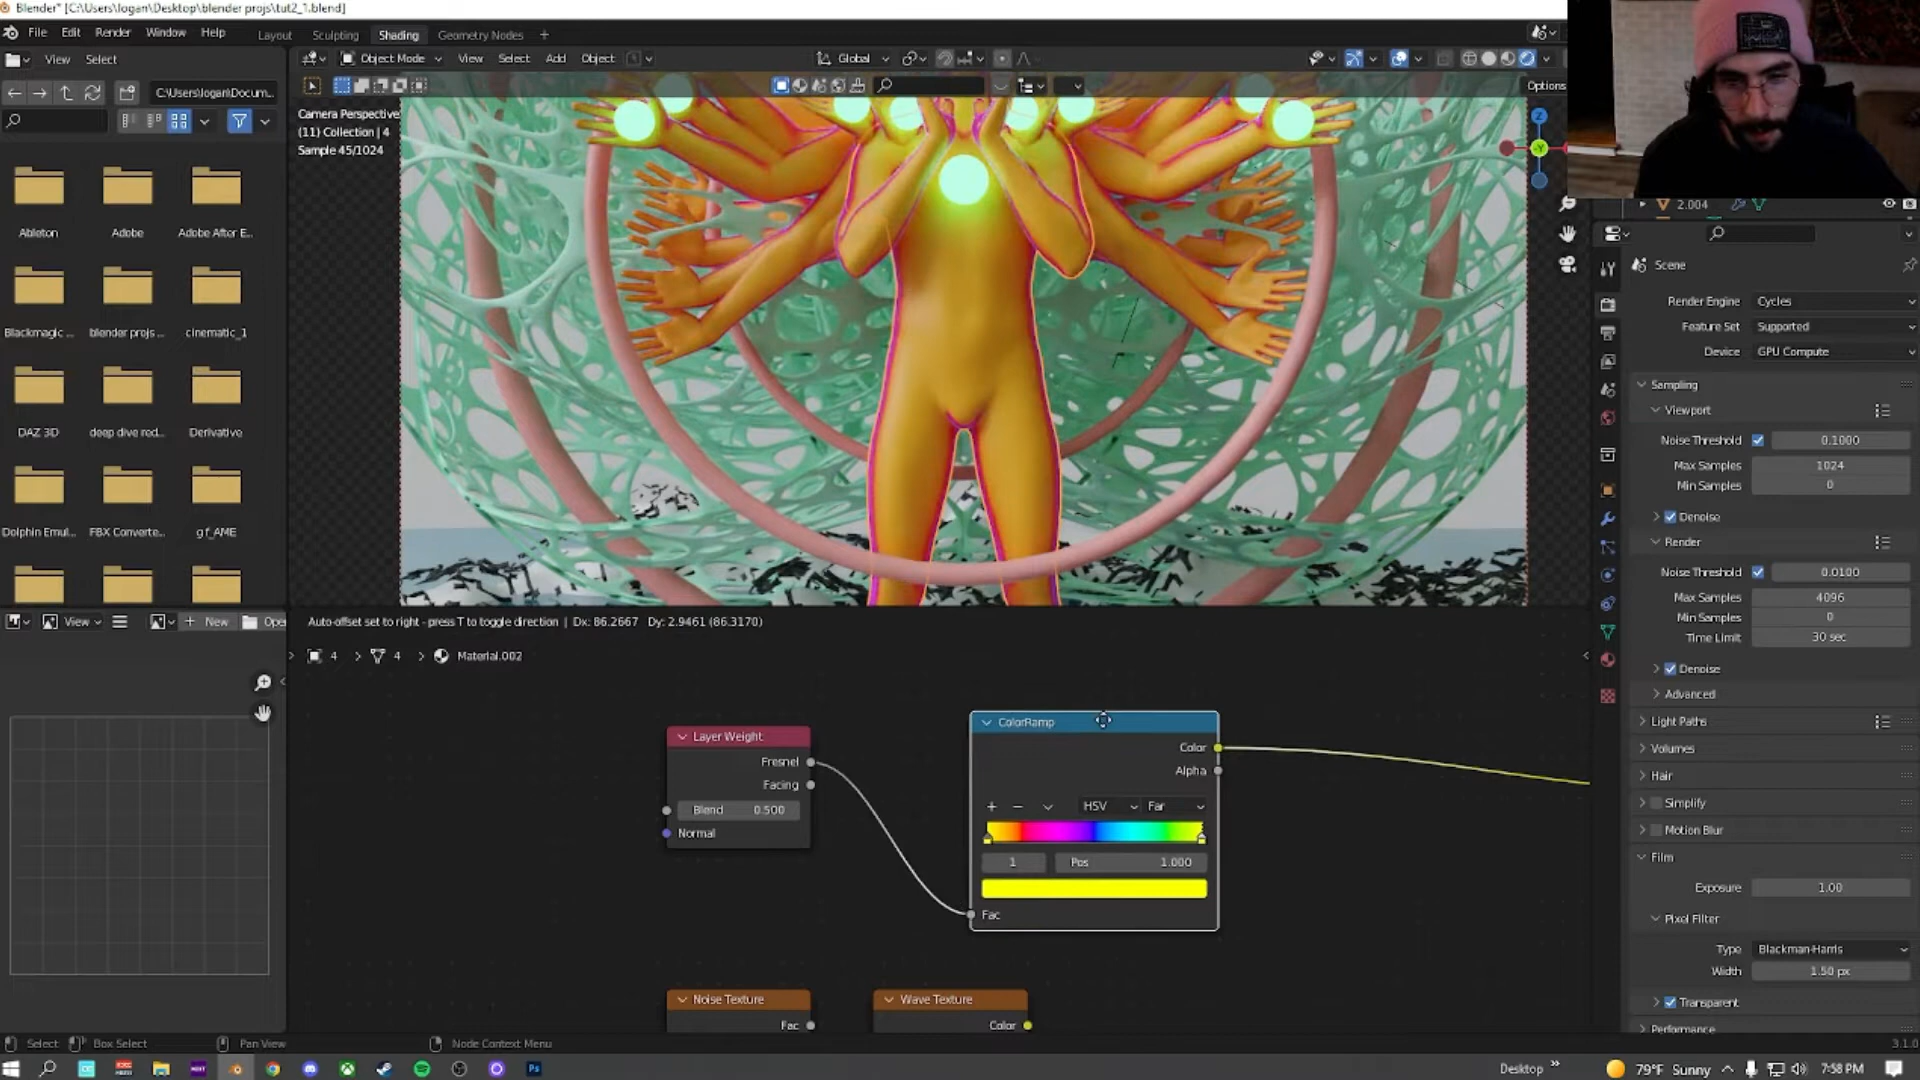 Blender* [C:\Users\logan\Desktop\blender projs\tut2_1.blend]
File Edit Render Window Help
Layout Sculpting Shading Geometry Nodes +
View Select
Object Mode View Select Add Object Global
C:\Users\logan\Docum...
Options
Camera Perspective
(11) Collection | 4
Sample 45/1024
Z
-Y
Ableton Adobe Adobe After E...
Blackmagic ... blender projs ... cinematic_1
DAZ 3D deep dive red... Derivative
Dolphin Emul... FBX Converte... gf_AME
2.004
Scene
Render Engine Cycles
Feature Set Supported
Device GPU Compute
Sampling
Viewport
Noise Threshold 0.1000
Max Samples 1024
Min Samples 0
Denoise
Render
Noise Threshold 0.0100
Max Samples 4096
Min Samples 0
Time Limit 30 sec
Denoise
Advanced
Light Paths
Volumes
Hair
Simplify
Motion Blur
Film
Exposure 1.00
Pixel Filter
Type Blackman-Harris
Width 1.50 px
Transparent
Performance
View + New Open
Auto-offset set to right - press T to toggle direction | Dx: 86.2667 Dy: 2.9461 (86.3170)
4 > 4 > Material.002
Layer Weight
Fresnel
Facing
Blend 0.500
Normal
ColorRamp
Color
Alpha
+ − HSV Far
1 Pos 1.000
Fac
Noise Texture
Fac
Wave Texture
Color
Select Box Select Pan View Node Context Menu
3.1.0
Ps
Desktop
79°F Sunny
7:58 PM